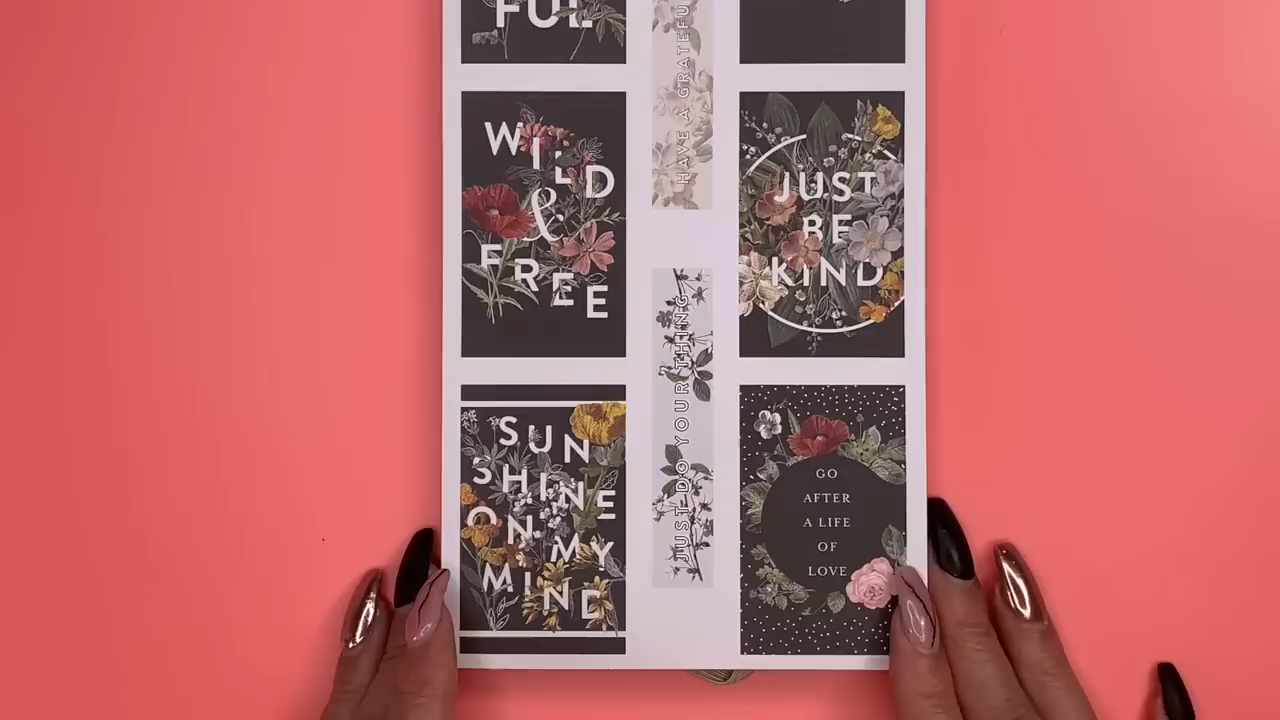 FUL
WILD
&
FREE
SUN
SHINE
ON MY
MIND
HAVE A GRATEFU
JUST DO YOUR THING
JUST
BE
KIND
GO
AFTER
A LIFE
OF
LOVE